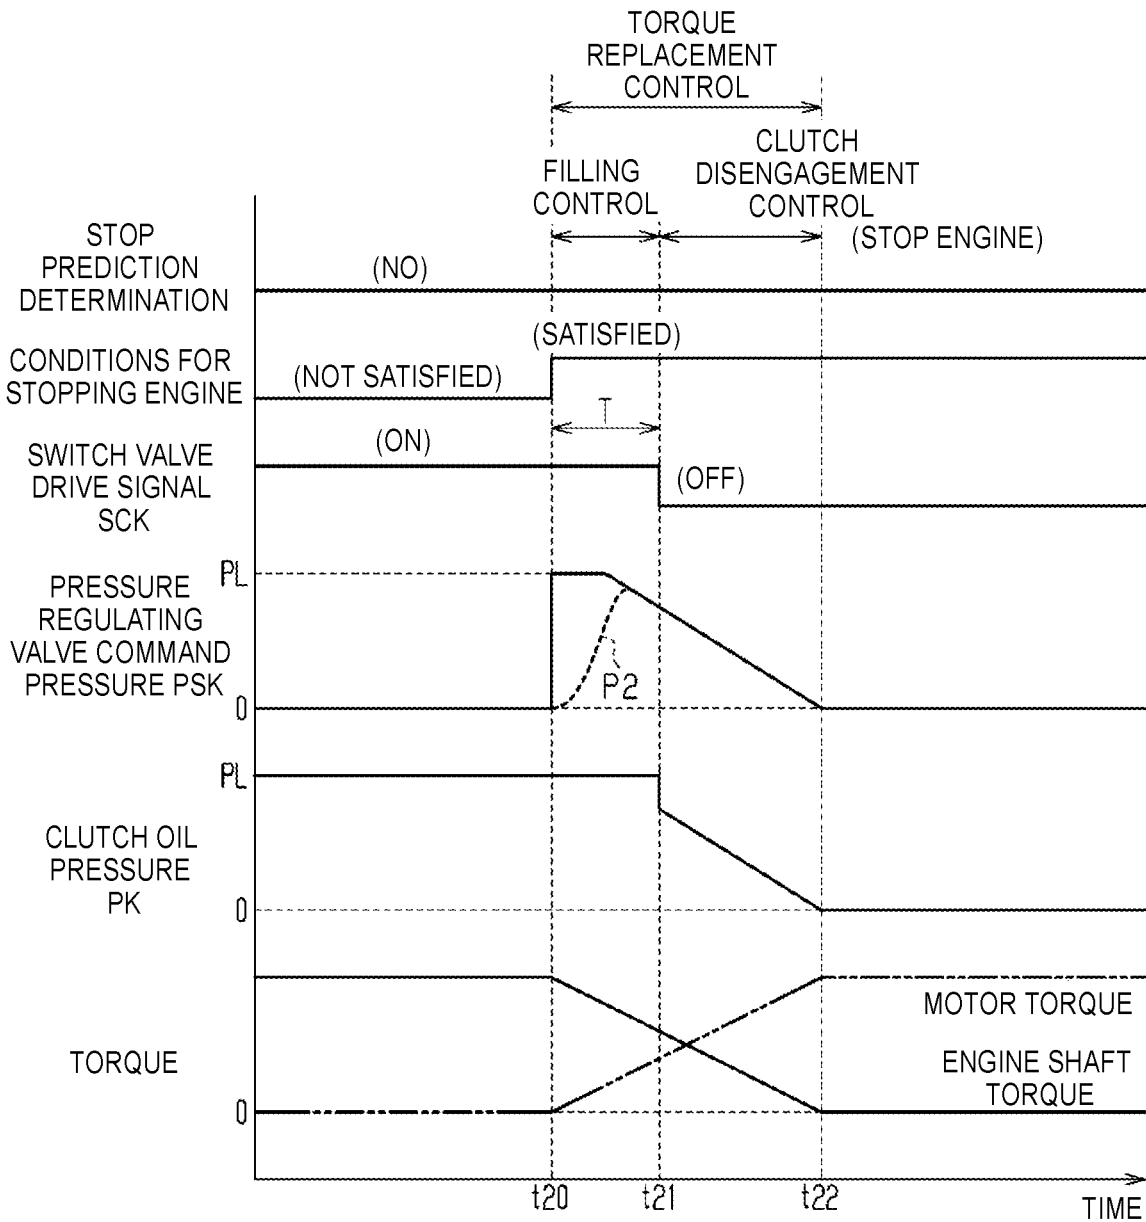 TORQUE
REPLACEMENT
CONTROL
CLUTCH
DISENGAGEMENT
CONTROL
FILLING
CONTROL
(STOP ENGINE)
STOP
PREDICTION
DETERMINATION
(NO)
(SATISFIED)
CONDITIONS FOR
STOPPING ENGINE
(NOT SATISFIED)
T
SWITCH VALVE
DRIVE SIGNAL
SCK
(ON)
(OFF)
PL
PRESSURE
REGULATING
VALVE COMMAND
PRESSURE PSK
P2
0
PL
CLUTCH OIL
PRESSURE
PK
0
MOTOR TORQUE
TORQUE
ENGINE SHAFT
TORQUE
0
t20
t21
t22
TIME